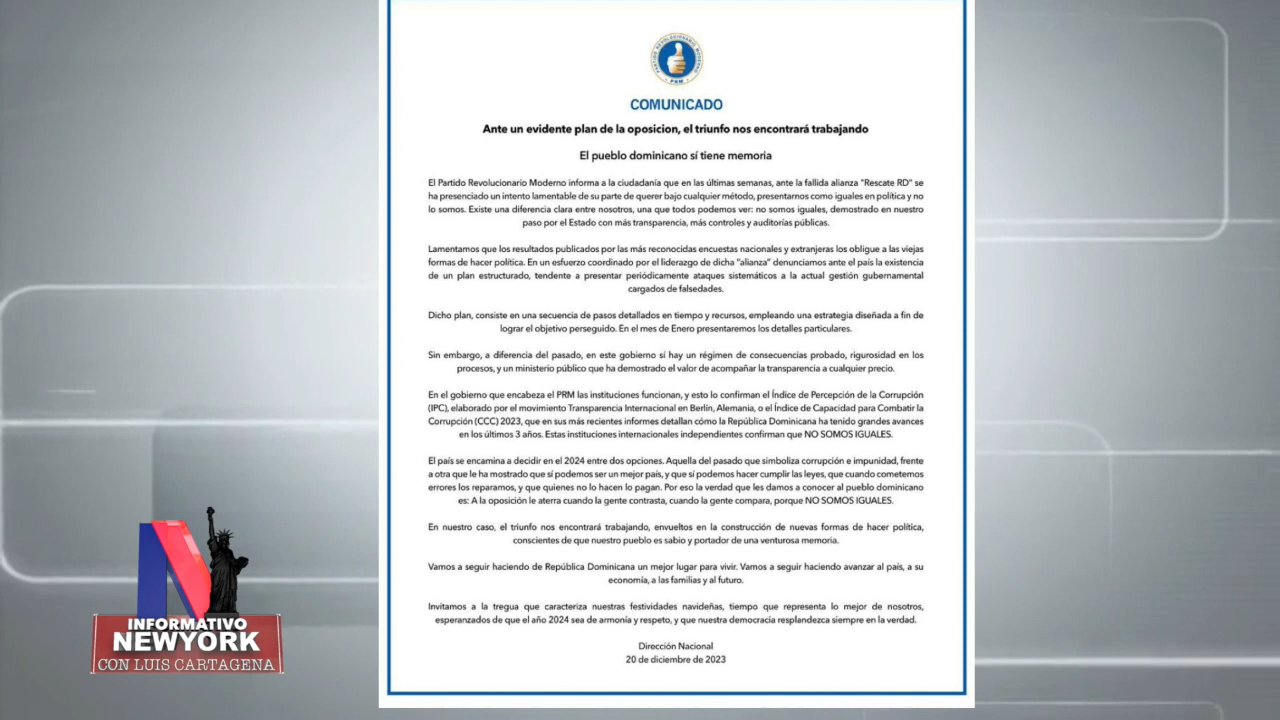 PARTIDO REVOLUCIONARIO MODERNO
PRM
COMUNICADO
Ante un evidente plan de la oposicion, el triunfo nos encontrará trabajando
El pueblo dominicano sí tiene memoria
El Partido Revolucionario Moderno informa a la ciudadanía que en las últimas semanas, ante la fallida alianza "Rescate RD" se
ha presenciado un intento lamentable de su parte de querer bajo cualquier método, presentarnos como iguales en política y no
lo somos. Existe una diferencia clara entre nosotros, una que todos podemos ver: no somos iguales, demostrado en nuestro
paso por el Estado con más transparencia, más controles y auditorías públicas.
Lamentamos que los resultados publicados por las más reconocidas encuestas nacionales y extranjeras los obligue a las viejas
formas de hacer política. En un esfuerzo coordinado por el liderazgo de dicha "alianza" denunciamos ante el país la existencia
de un plan estructurado, tendente a presentar periódicamente ataques sistemáticos a la actual gestión gubernamental
cargados de falsedades.
Dicho plan, consiste en una secuencia de pasos detallados en tiempo y recursos, empleando una estrategia diseñada a fin de
lograr el objetivo perseguido. En el mes de Enero presentaremos los detalles particulares.
Sin embargo, a diferencia del pasado, en este gobierno sí hay un régimen de consecuencias probado, rigurosidad en los
procesos, y un ministerio público que ha demostrado el valor de acompañar la transparencia a cualquier precio.
En el gobierno que encabeza el PRM las instituciones funcionan, y esto lo confirman el Índice de Percepción de la Corrupción
(IPC), elaborado por el movimiento Transparencia Internacional en Berlín, Alemania, o el Índice de Capacidad para Combatir la
Corrupción (CCC) 2023, que en sus más recientes informes detallan cómo la República Dominicana ha tenido grandes avances
en los últimos 3 años. Estas instituciones internacionales independientes confirman que NO SOMOS IGUALES.
El país se encamina a decidir en el 2024 entre dos opciones. Aquella del pasado que simboliza corrupción e impunidad, frente
a otra que le ha mostrado que sí podemos ser un mejor país, y que sí podemos hacer cumplir las leyes, que cuando cometemos
errores los reparamos, y que quienes no lo hacen lo pagan. Por eso la verdad que les damos a conocer al pueblo dominicano
es: A la oposición le aterra cuando la gente contrasta, cuando la gente compara, porque NO SOMOS IGUALES.
En nuestro caso, el triunfo nos encontrará trabajando, envueltos en la construcción de nuevas formas de hacer política,
conscientes de que nuestro pueblo es sabio y portador de una venturosa memoria.
Vamos a seguir haciendo de República Dominicana un mejor lugar para vivir. Vamos a seguir haciendo avanzar al país, a su
economía, a las familias y al futuro.
Invitamos a la tregua que caracteriza nuestras festividades navideñas, tiempo que representa lo mejor de nosotros,
esperanzados de que el año 2024 sea de armonía y respeto, y que nuestra democracia resplandezca siempre en la verdad.
Dirección Nacional
20 de diciembre de 2023
INFORMATIVO
NEWYORK
CON LUIS CARTAGENA